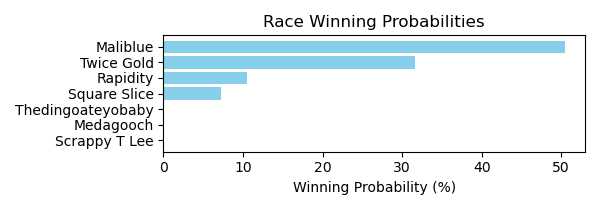 Race Winning Probabilities
Maliblue
Twice Gold
Rapidity
Square Slice
Thedingoateyobaby
Medagooch
Scrappy T Lee
0 10 20 30 40 50
Winning Probability (%)